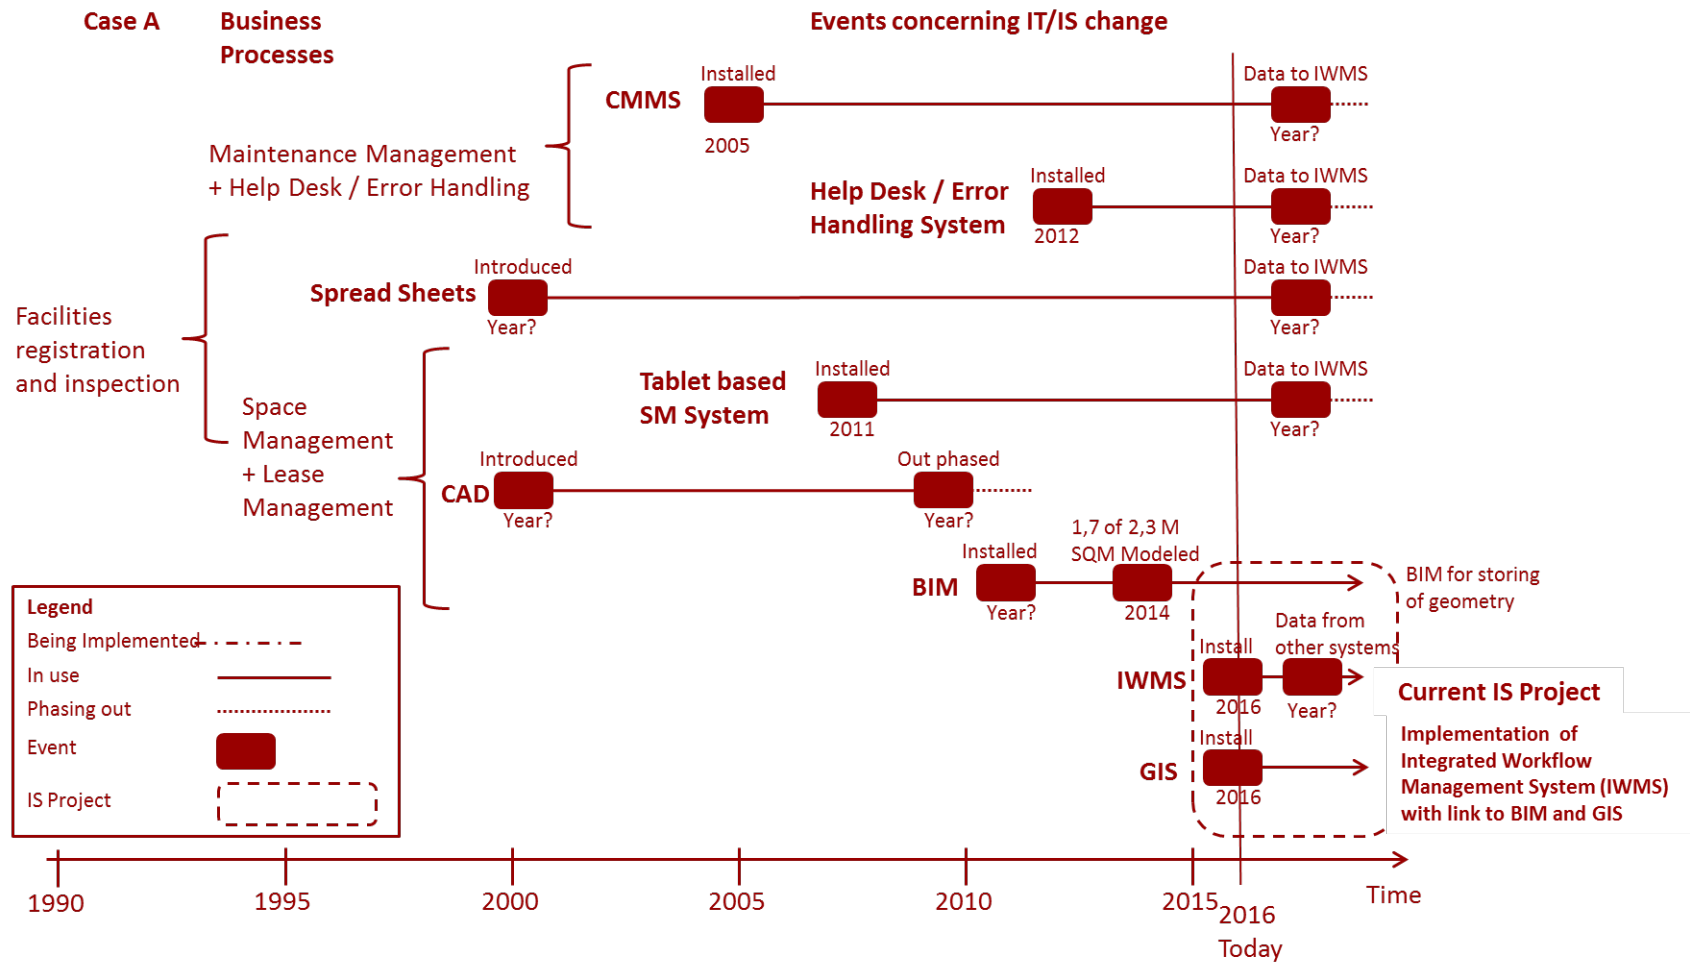 Case A
Business
Processes
Events concerning IT/IS change
Installed
CMMS
2005
Data to IWMS
Year?
Maintenance Management
+ Help Desk / Error Handling
Installed
Help Desk / Error
Handling System
2012
Data to IWMS
Year?
Introduced
Spread Sheets
Year?
Data to IWMS
Year?
Facilities
registration
and inspection
Installed
Tablet based
SM System
2011
Data to IWMS
Year?
Space
Management
+ Lease
Management
Introduced
CAD
Year?
Out phased
Year?
Installed
BIM
Year?
1,7 of 2,3 M
SQM Modeled
2014
BIM for storing
of geometry
Install
IWMS
2016
Data from
other systems
Year?
Install
GIS
2016
Current IS Project
Implementation of
Integrated Workflow
Management System (IWMS)
with link to BIM and GIS
Legend
Being Implemented
In use
Phasing out
Event
IS Project
1990
1995
2000
2005
2010
2015
2016
Today
Time